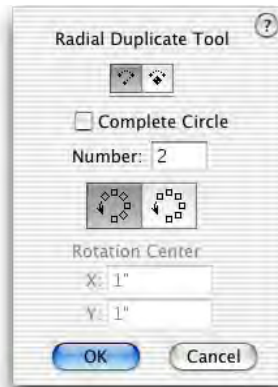 ?
Radial Duplicate Tool
Complete Circle
Number: 2
Rotation Center
X: 1"
Y: 1"
OK Cancel